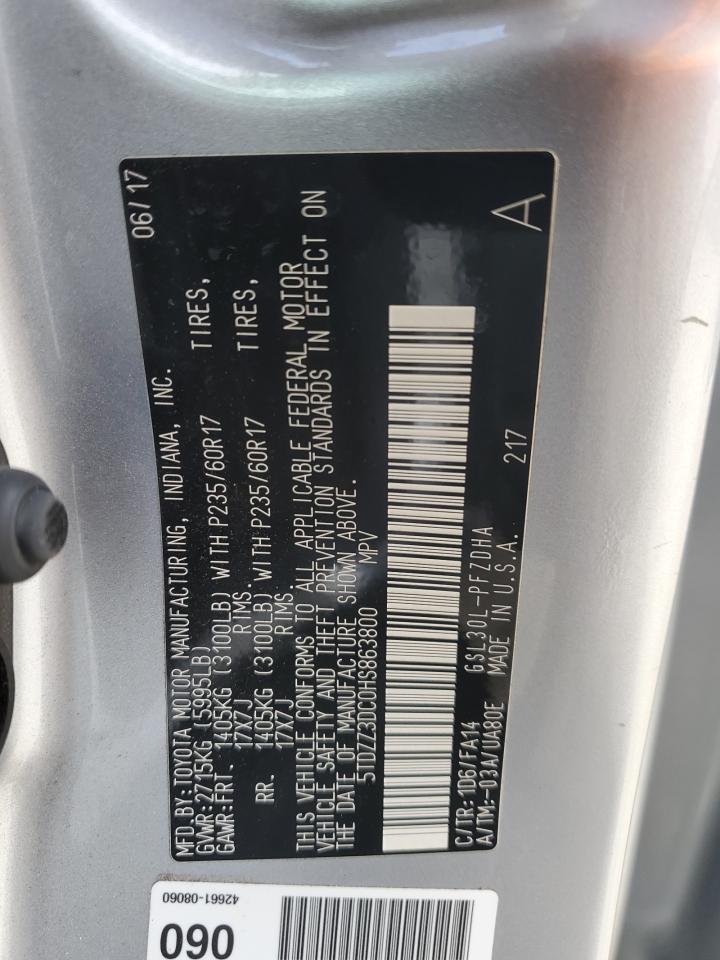 MFD.BY:TOYOTA MOTOR MANUFACTURING, INDIANA, INC. 06/17
GVWR:2715KG (5995LB)
GAWR:FRT. 1405KG (3100LB) WITH P235/60R17 TIRES,
17X7J RIMS.
RR. 1405KG (3100LB) WITH P235/60R17 TIRES,
17X7J RIMS.
THIS VEHICLE CONFORMS TO ALL APPLICABLE FEDERAL MOTOR
VEHICLE SAFETY AND THEFT PREVENTION STANDARDS IN EFFECT ON
THE DATE OF MANUFACTURE SHOWN ABOVE.
5TDZZ3DC0HS863800 MPV
C/TR:1D6/FA14 GSL30L-PFZDHA
A/TM:-03A/UA80E MADE IN U.S.A. 217 A
42661-08060
060